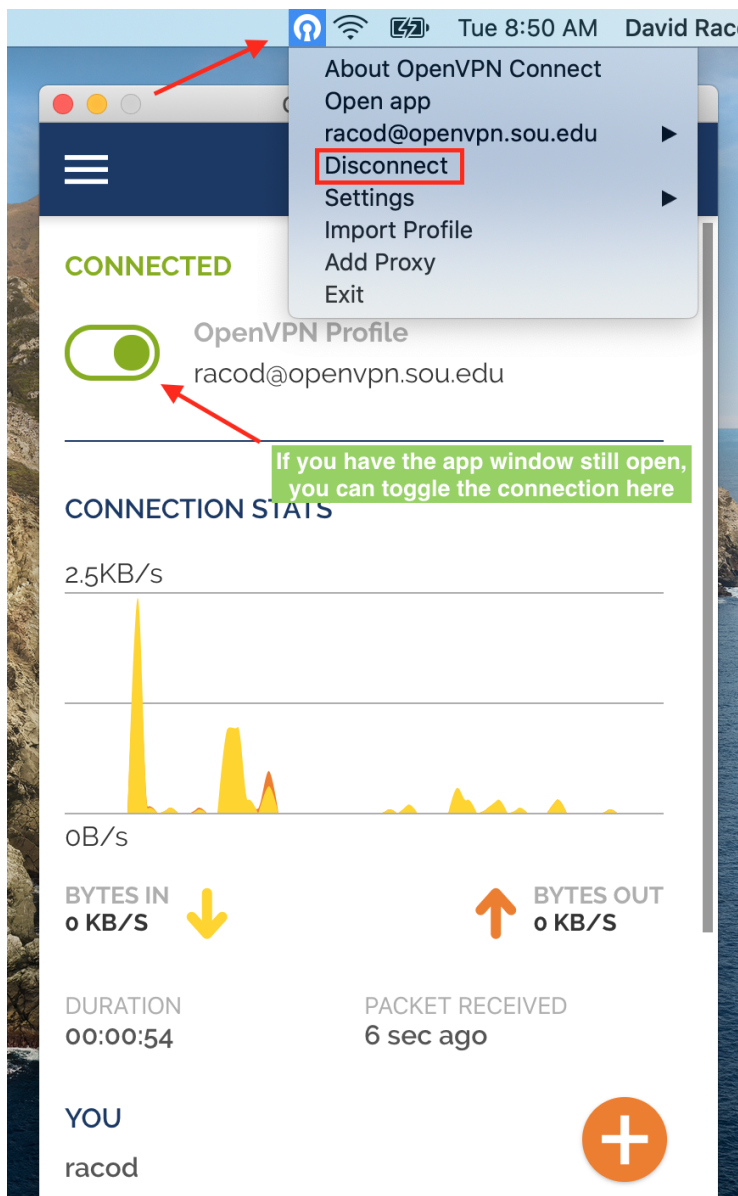 Tue 8:50 AM David Rac
About OpenVPN Connect
Open app
racod@openvpn.sou.edu
Disconnect
Settings
Import Profile
Add Proxy
Exit
CONNECTED
OpenVPN Profile
racod@openvpn.sou.edu
If you have the app window still open,
you can toggle the connection here
CONNECTION STATS
2.5KB/s
0B/s
BYTES IN
0 KB/S
BYTES OUT
0 KB/S
DURATION
00:00:54
PACKET RECEIVED
6 sec ago
YOU
racod